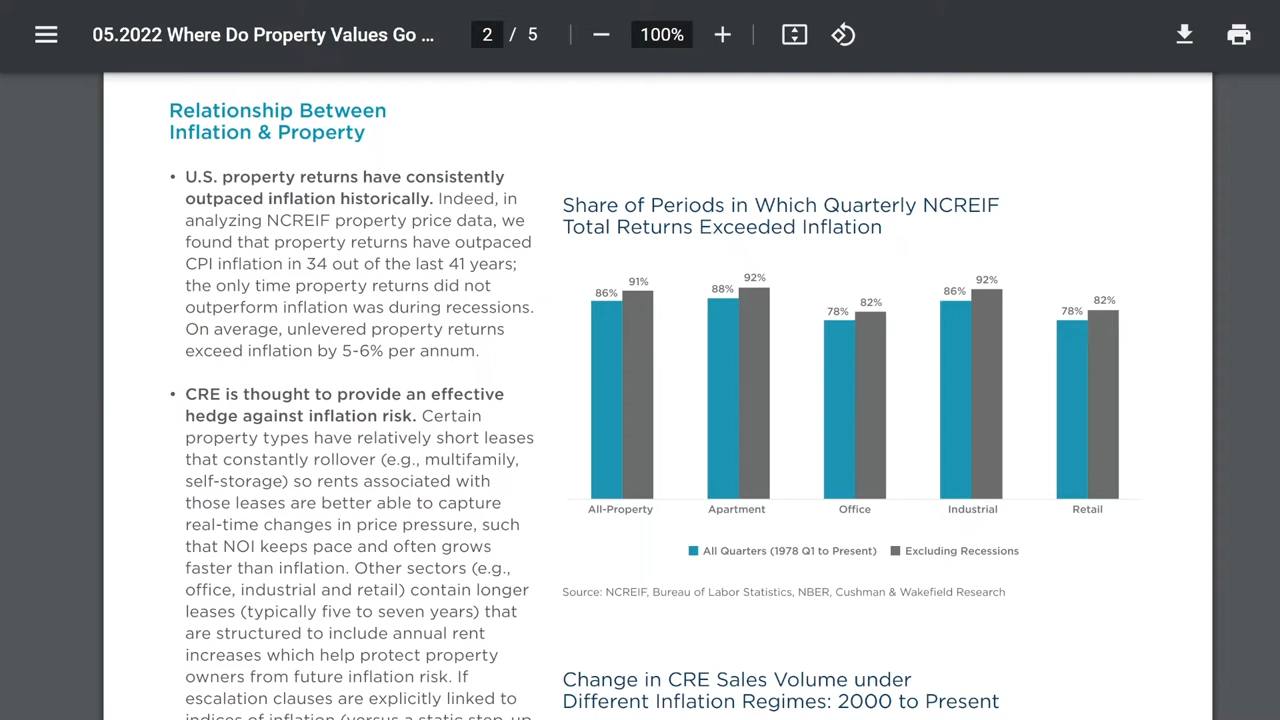 05.2022 Where Do Property Values Go …
2 / 5
100%
Relationship Between
Inflation & Property
• U.S. property returns have consistently
outpaced inflation historically. Indeed, in
analyzing NCREIF property price data, we
found that property returns have outpaced
CPI inflation in 34 out of the last 41 years;
the only time property returns did not
outperform inflation was during recessions.
On average, unlevered property returns
exceed inflation by 5-6% per annum.
• CRE is thought to provide an effective
hedge against inflation risk. Certain
property types have relatively short leases
that constantly rollover (e.g., multifamily,
self-storage) so rents associated with
those leases are better able to capture
real-time changes in price pressure, such
that NOI keeps pace and often grows
faster than inflation. Other sectors (e.g.,
office, industrial and retail) contain longer
leases (typically five to seven years) that
are structured to include annual rent
increases which help protect property
owners from future inflation risk. If
escalation clauses are explicitly linked to
indices of inflation (versus a static step-up
Share of Periods in Which Quarterly NCREIF
Total Returns Exceeded Inflation
86% 91% 88% 92% 78% 82% 86% 92% 78% 82%
All-Property Apartment Office Industrial Retail
All Quarters (1978 Q1 to Present) Excluding Recessions
Source: NCREIF, Bureau of Labor Statistics, NBER, Cushman & Wakefield Research
Change in CRE Sales Volume under
Different Inflation Regimes: 2000 to Present